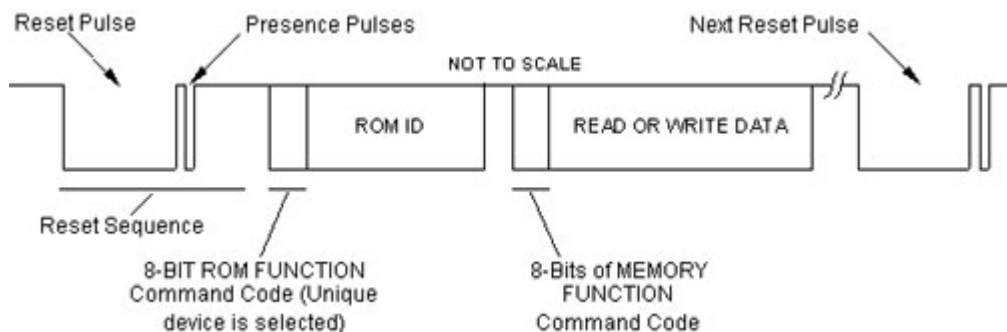 Reset Pulse
Presence Pulses
Next Reset Pulse
NOT TO SCALE
ROM ID
READ OR WRITE DATA
Reset Sequence
8-BIT ROM FUNCTION
Command Code (Unique
device is selected)
8-Bits of MEMORY
FUNCTION
Command Code